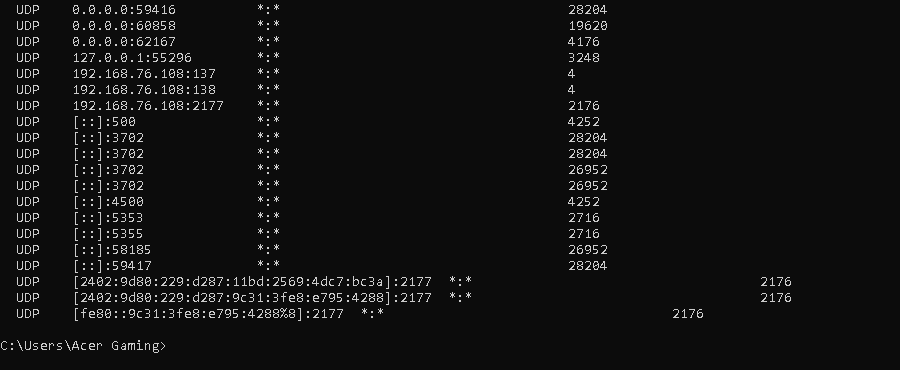 UDP 0.0.0.0:59416 *:* 28204
UDP 0.0.0.0:60858 *:* 19620
UDP 0.0.0.0:62167 *:* 4176
UDP 127.0.0.1:55296 *:* 3248
UDP 192.168.76.108:137 *:* 4
UDP 192.168.76.108:138 *:* 4
UDP 192.168.76.108:2177 *:* 2176
UDP [::]:500 *:* 4252
UDP [::]:3702 *:* 28204
UDP [::]:3702 *:* 28204
UDP [::]:3702 *:* 26952
UDP [::]:3702 *:* 26952
UDP [::]:4500 *:* 4252
UDP [::]:5353 *:* 2716
UDP [::]:5355 *:* 2716
UDP [::]:58185 *:* 26952
UDP [::]:59417 *:* 28204
UDP [2402:9d80:229:d287:11bd:2569:4dc7:bc3a]:2177 *:* 2176
UDP [2402:9d80:229:d287:9c31:3fe8:e795:4288]:2177 *:* 2176
UDP [fe80::9c31:3fe8:e795:4288%8]:2177 *:* 2176
C:\Users\Acer Gaming>